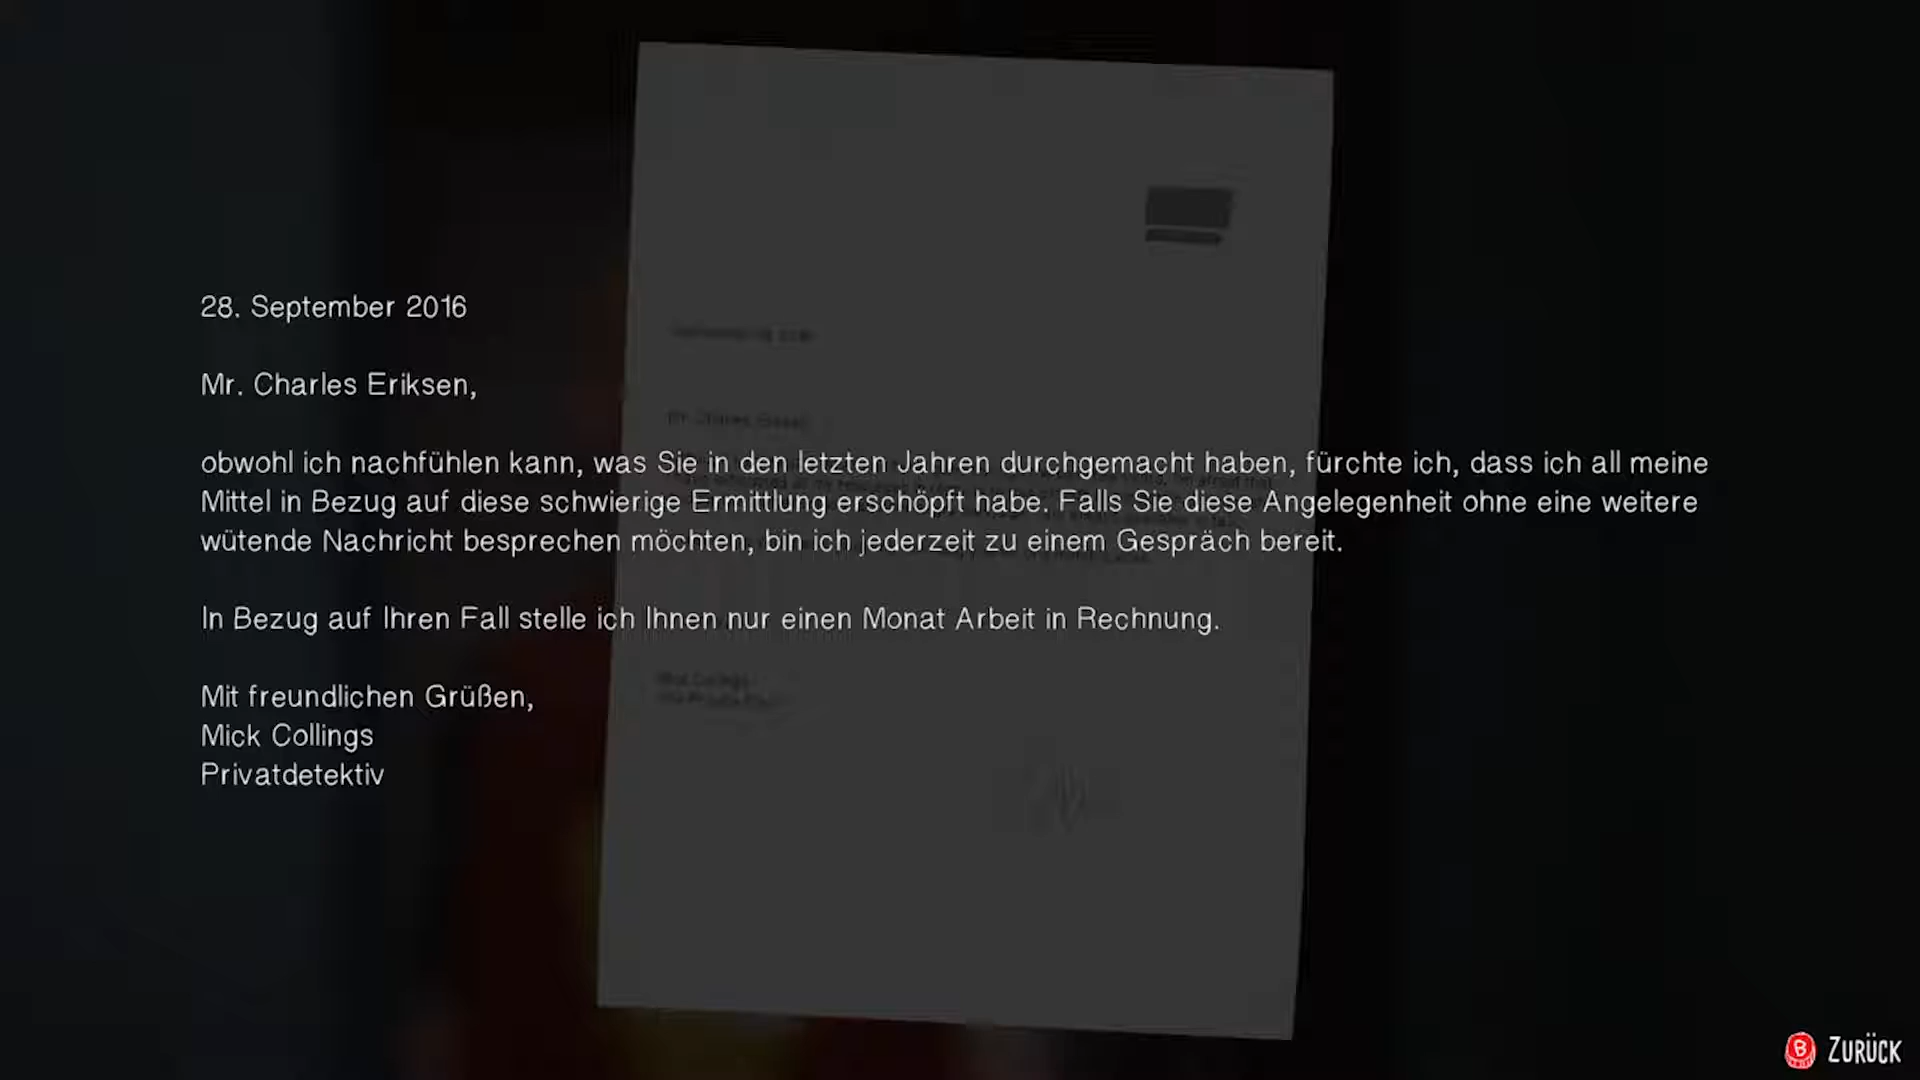 28. September 2016
Mr. Charles Eriksen,
obwohl ich nachfühlen kann, was Sie in den letzten Jahren durchgemacht haben, fürchte ich, dass ich all meine
Mittel in Bezug auf diese schwierige Ermittlung erschöpft habe. Falls Sie diese Angelegenheit ohne eine weitere
wütende Nachricht besprechen möchten, bin ich jederzeit zu einem Gespräch bereit.
In Bezug auf Ihren Fall stelle ich Ihnen nur einen Monat Arbeit in Rechnung.
Mit freundlichen Grüßen,
Mick Collings
Privatdetektiv
B ZURÜCK